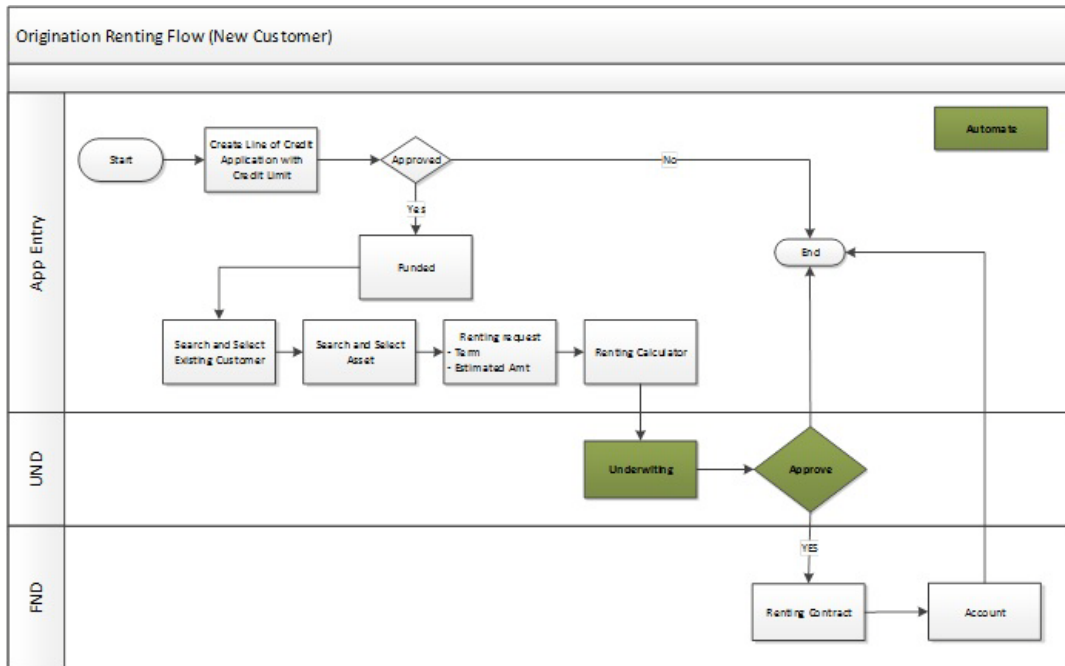 Origination Renting Flow (New Customer)
App Entry
Automate
Start
Create Line of Credit
Application with
Credit Limit
Approved
No
Yes
End
Funded
Search and Select
Existing Customer
Search and Select
Asset
Renting request
- Term
- Estimated Amt
Renting Calculator
UND
Underwiting
Approve
YES
FND
Renting Contract
Account